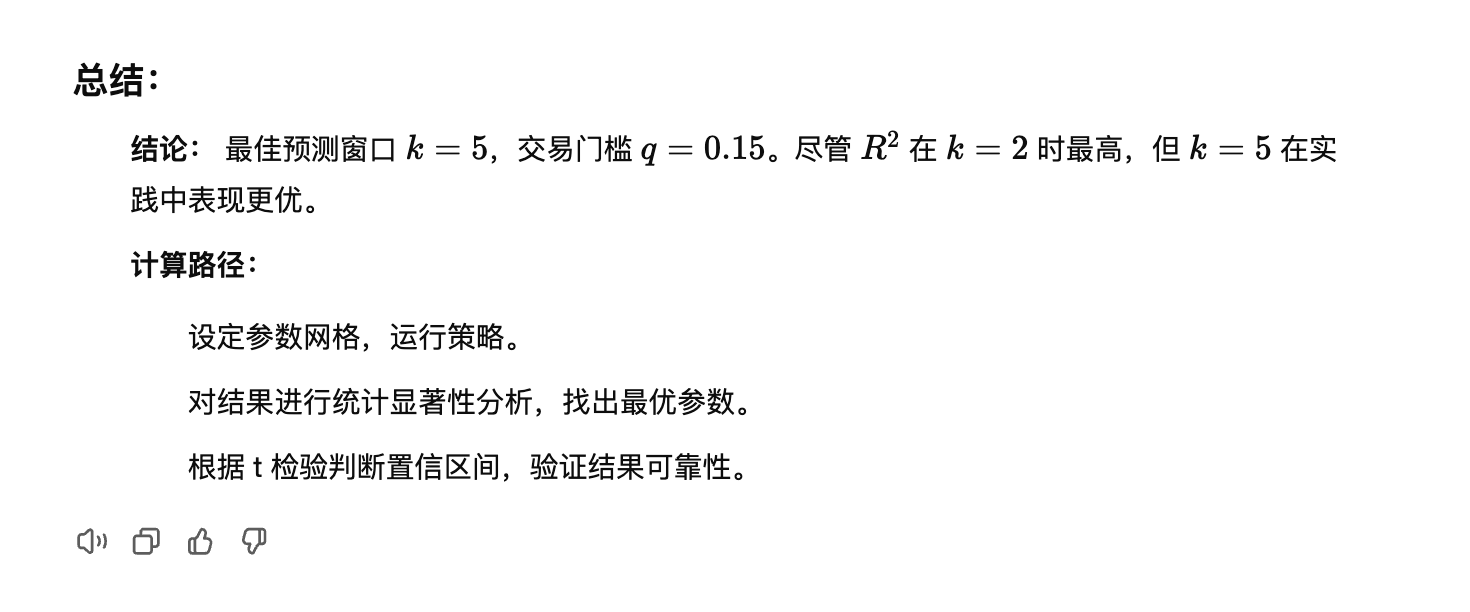 总结：
结论： 最佳预测窗口 k = 5，交易门槛 q = 0.15。尽管 R² 在 k = 2 时最高，但 k = 5 在实
践中表现更优。
计算路径：
设定参数网格，运行策略。
对结果进行统计显著性分析，找出最优参数。
根据 t 检验判断置信区间，验证结果可靠性。